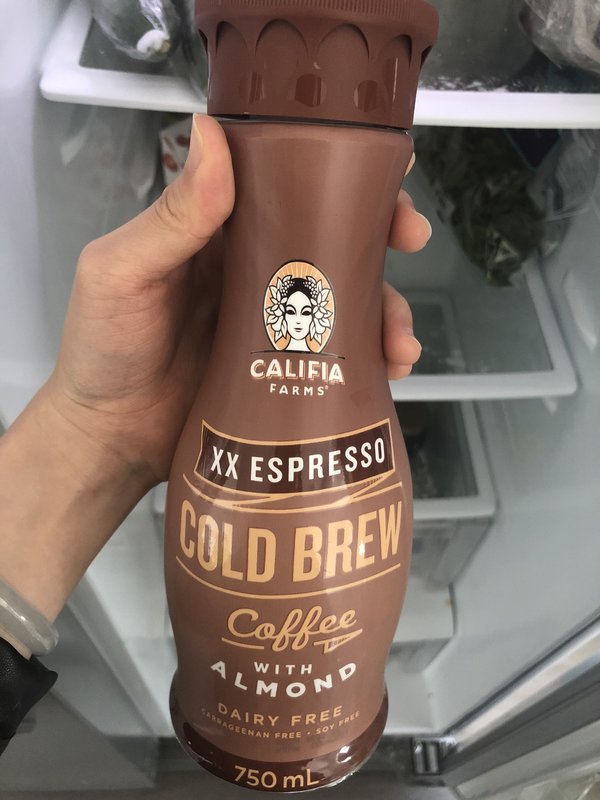 CALIFIA
FARMS®
XX ESPRESSO
COLD BREW
Coffee
WITH
ALMOND
DAIRY FREE
CARRAGEENAN FREE • SOY FREE
750 mL